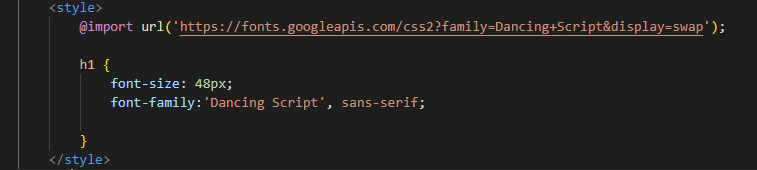 <style>
@import url('https://fonts.googleapis.com/css2?family=Dancing+Script&display=swap');
h1 {
font-size: 48px;
font-family:'Dancing Script', sans-serif;
}
</style>